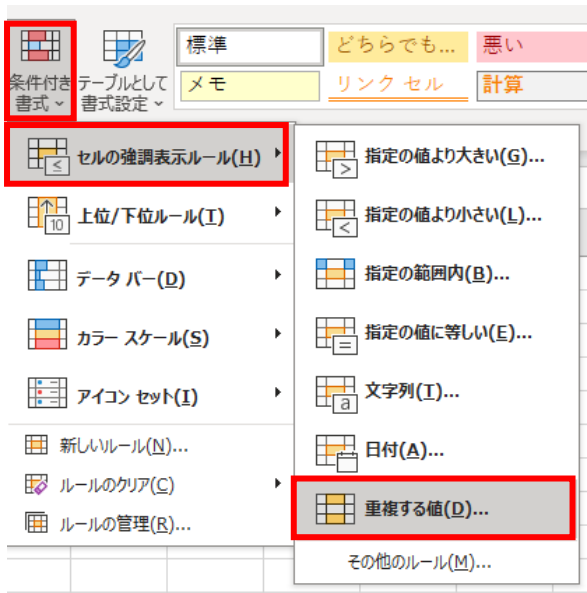 標準
どちらでも...
悪い
条件付き
書式
テーブルとして
書式設定
メモ
リンク セル
計算
セルの強調表示ルール(H)
上位/下位ルール(T)
10
データ バー(D)
カラー スケール(S)
アイコン セット(I)
新しいルール(N)...
ルールのクリア(C)
ルールの管理(R)...
指定の値より大きい(G)...
指定の値より小さい(L)...
指定の範囲内(B)...
指定の値に等しい(E)...
文字列(T)...
a
日付(A)...
重複する値(D)...
その他のルール(M)...